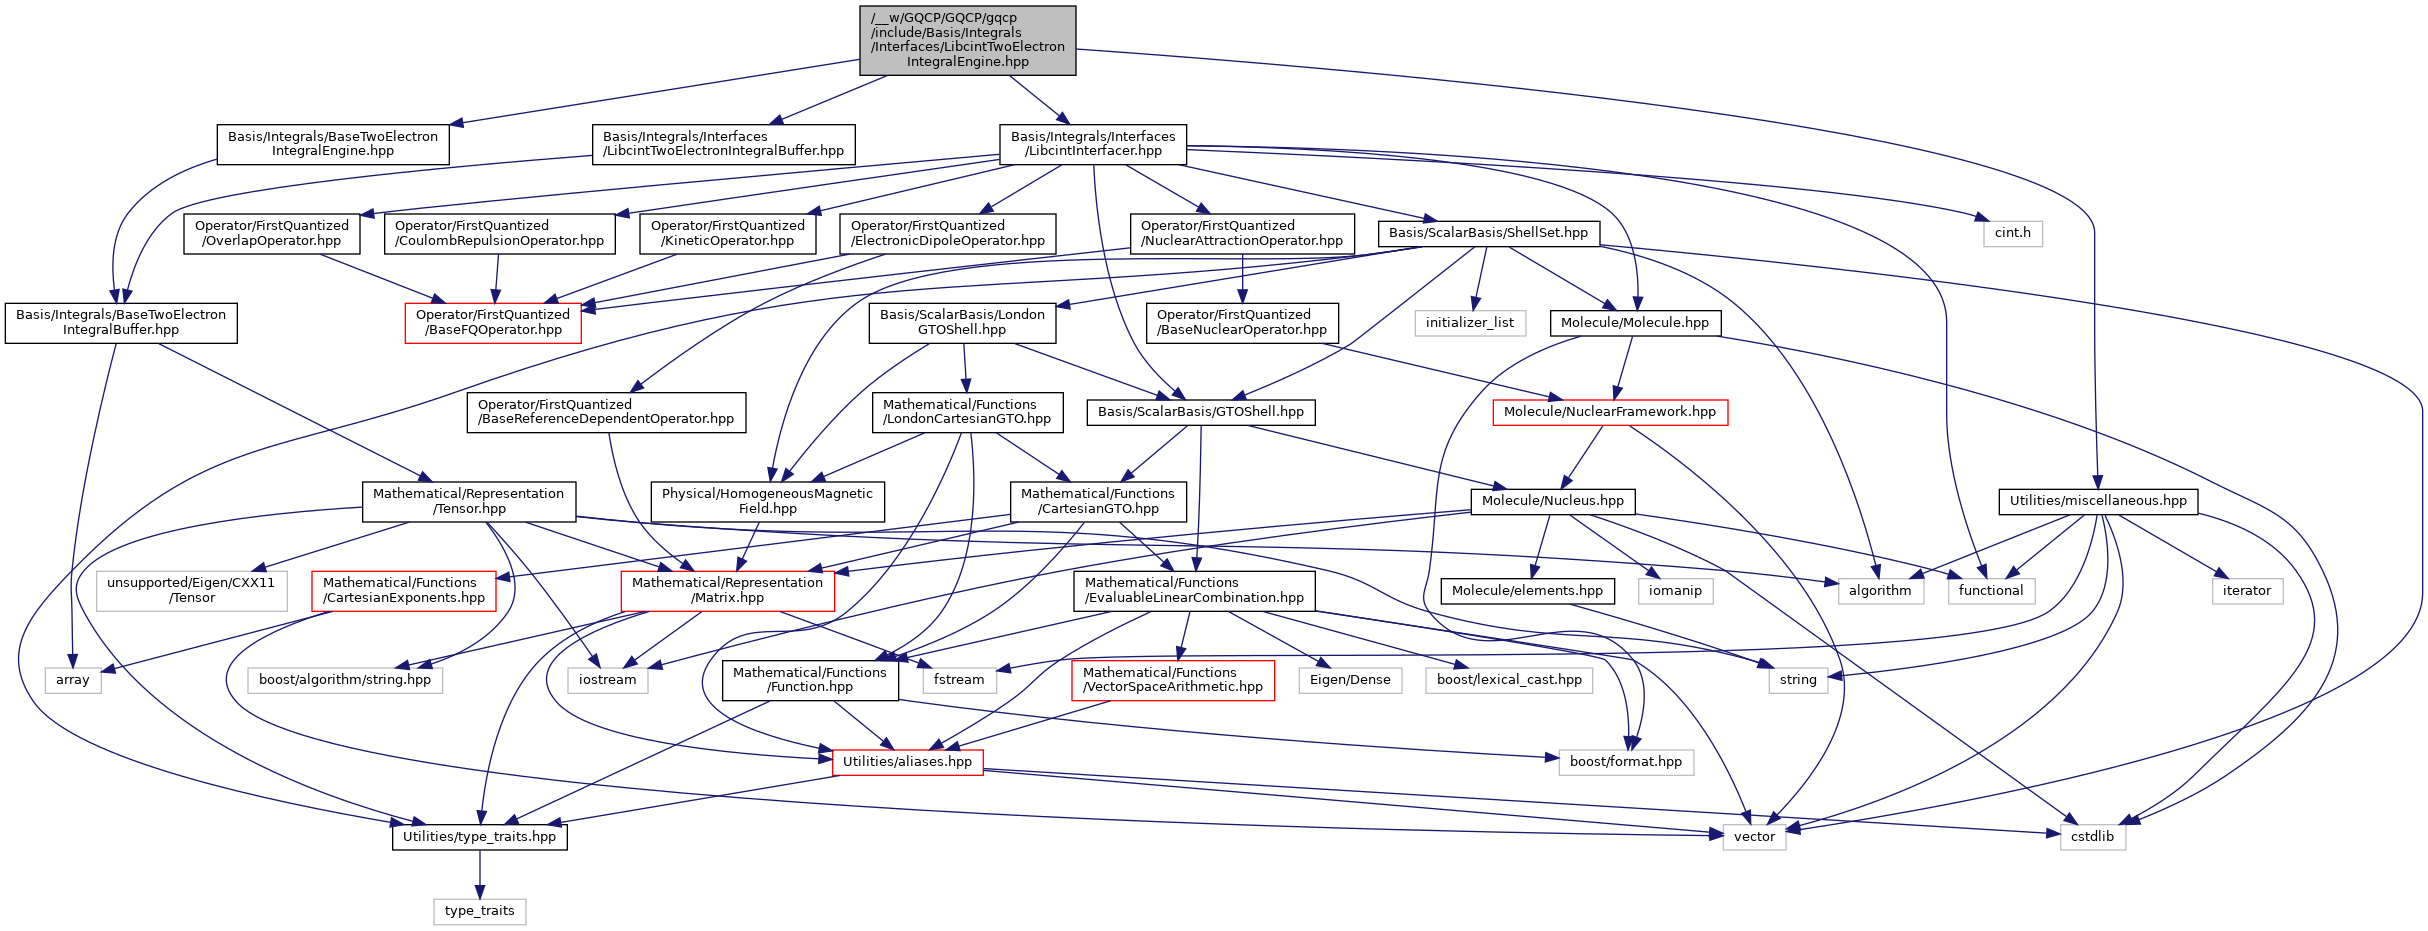 /__w/GQCP/GQCP/gqcp
/include/Basis/Integrals
/Interfaces/LibcintTwoElectron
IntegralEngine.hpp
Basis/Integrals/BaseTwoElectron
IntegralEngine.hpp
Basis/Integrals/Interfaces
/LibcintTwoElectronIntegralBuffer.hpp
Basis/Integrals/Interfaces
/LibcintInterfacer.hpp
Operator/FirstQuantized
/OverlapOperator.hpp
Operator/FirstQuantized
/CoulombRepulsionOperator.hpp
Operator/FirstQuantized
/KineticOperator.hpp
Operator/FirstQuantized
/ElectronicDipoleOperator.hpp
Operator/FirstQuantized
/NuclearAttractionOperator.hpp
Basis/ScalarBasis/ShellSet.hpp
cint.h
Basis/Integrals/BaseTwoElectron
IntegralBuffer.hpp
Operator/FirstQuantized
/BaseFQOperator.hpp
Basis/ScalarBasis/London
GTOShell.hpp
Operator/FirstQuantized
/BaseNuclearOperator.hpp
initializer_list
Molecule/Molecule.hpp
Operator/FirstQuantized
/BaseReferenceDependentOperator.hpp
Mathematical/Functions
/LondonCartesianGTO.hpp
Basis/ScalarBasis/GTOShell.hpp
Molecule/NuclearFramework.hpp
Mathematical/Representation
/Tensor.hpp
Physical/HomogeneousMagnetic
Field.hpp
Mathematical/Functions
/CartesianGTO.hpp
Molecule/Nucleus.hpp
Utilities/miscellaneous.hpp
unsupported/Eigen/CXX11
/Tensor
Mathematical/Functions
/CartesianExponents.hpp
Mathematical/Representation
/Matrix.hpp
Mathematical/Functions
/EvaluableLinearCombination.hpp
Molecule/elements.hpp
iomanip
algorithm
functional
iterator
array
boost/algorithm/string.hpp
iostream
Mathematical/Functions
/Function.hpp
fstream
Mathematical/Functions
/VectorSpaceArithmetic.hpp
Eigen/Dense
boost/lexical_cast.hpp
string
Utilities/aliases.hpp
boost/format.hpp
Utilities/type_traits.hpp
vector
cstdlib
type_traits